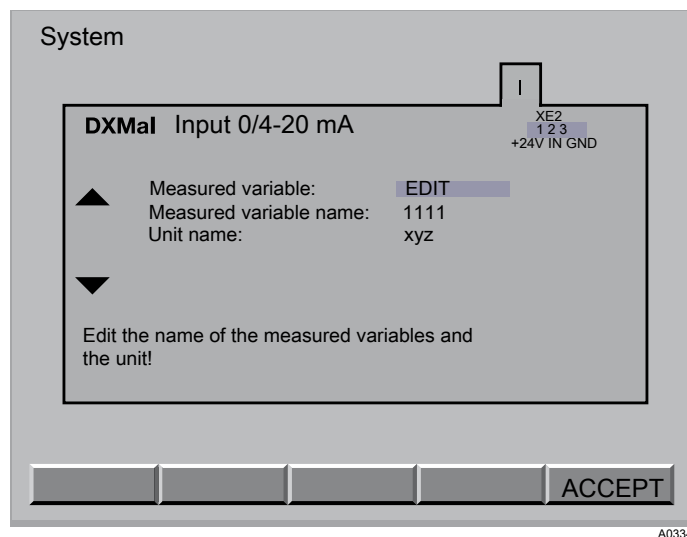 System
I
DXMaI Input 0/4-20 mA
XE2
1 2 3
+24V IN GND
Measured variable: EDIT
Measured variable name: 1111
Unit name: xyz
Edit the name of the measured variables and
the unit!
ACCEPT